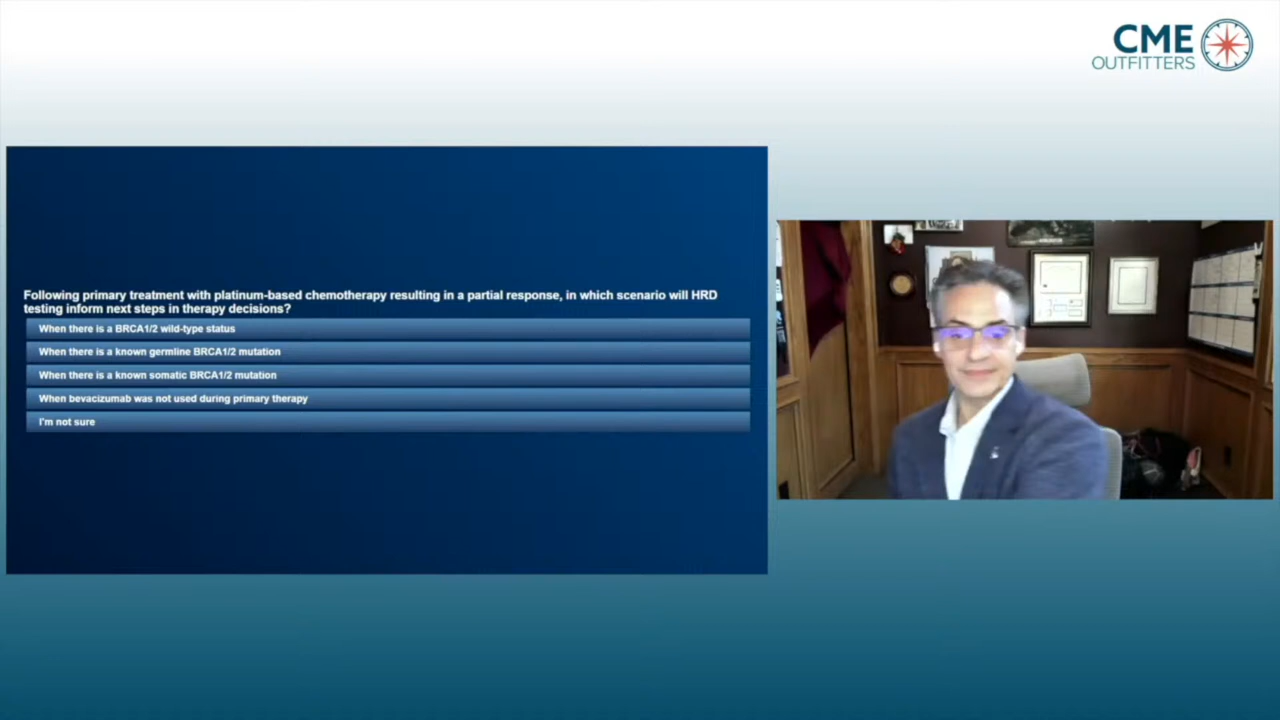 CME
OUTFITTERS
Following primary treatment with platinum-based chemotherapy resulting in a partial response, in which scenario will HRD
testing inform next steps in therapy decisions?
When there is a BRCA1/2 wild-type status
When there is a known germline BRCA1/2 mutation
When there is a known somatic BRCA1/2 mutation
When bevacizumab was not used during primary therapy
I'm not sure